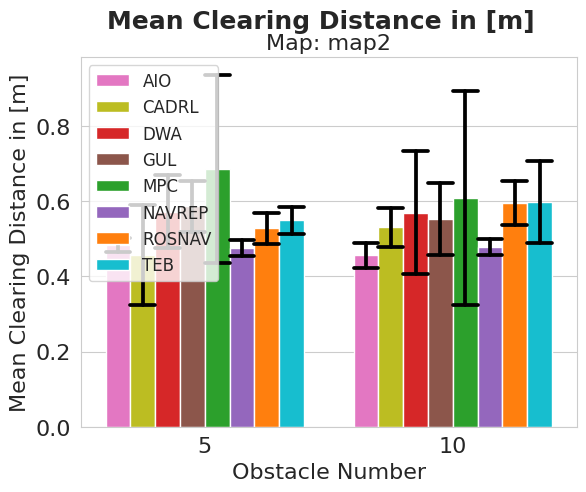 Mean Clearing Distance in [m]
Map: map2
Mean Clearing Distance in [m]
0.8
0.6
0.4
0.2
0.0
AIO
CADRL
DWA
GUL
MPC
NAVREP
ROSNAV
TEB
5
10
Obstacle Number